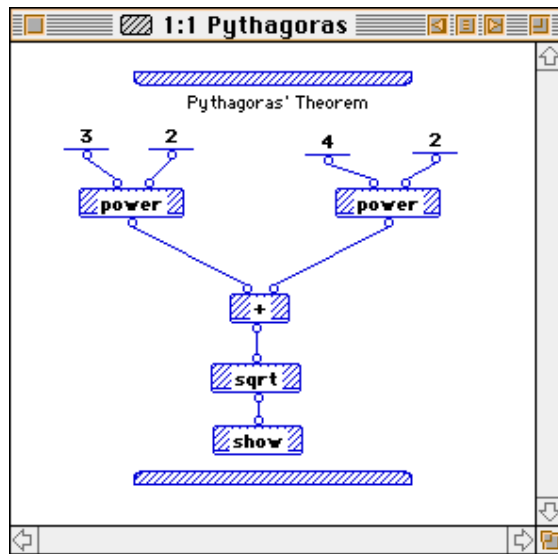 1:1 Pythagoras
Pythagoras' Theorem
3 2 4 2
power power
+
sqrt
show